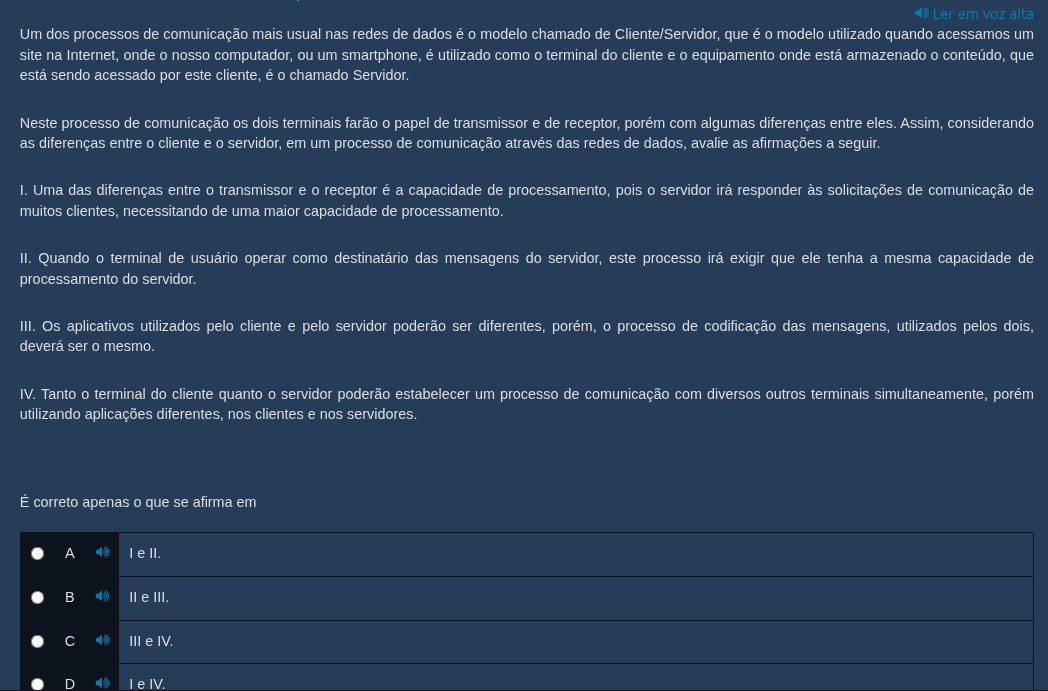 Ler em voz alta
Um dos processos de comunicação mais usual nas redes de dados é o modelo chamado de Cliente/Servidor, que é o modelo utilizado quando acessamos um
site na Internet, onde o nosso computador, ou um smartphone, é utilizado como o terminal do cliente e o equipamento onde está armazenado o conteúdo, que
está sendo acessado por este cliente, é o chamado Servidor.
Neste processo de comunicação os dois terminais farão o papel de transmissor e de receptor, porém com algumas diferenças entre eles. Assim, considerando
as diferenças entre o cliente e o servidor, em um processo de comunicação através das redes de dados, avalie as afirmações a seguir.
I. Uma das diferenças entre o transmissor e o receptor é a capacidade de processamento, pois o servidor irá responder às solicitações de comunicação de
muitos clientes, necessitando de uma maior capacidade de processamento.
II. Quando o terminal de usuário operar como destinatário das mensagens do servidor, este processo irá exigir que ele tenha a mesma capacidade de
processamento do servidor.
III. Os aplicativos utilizados pelo cliente e pelo servidor poderão ser diferentes, porém, o processo de codificação das mensagens, utilizados pelos dois,
deverá ser o mesmo.
IV. Tanto o terminal do cliente quanto o servidor poderão estabelecer um processo de comunicação com diversos outros terminais simultaneamente, porém
utilizando aplicações diferentes, nos clientes e nos servidores.
É correto apenas o que se afirma em
A I e II.
B II e III.
C III e IV.
D I e IV.